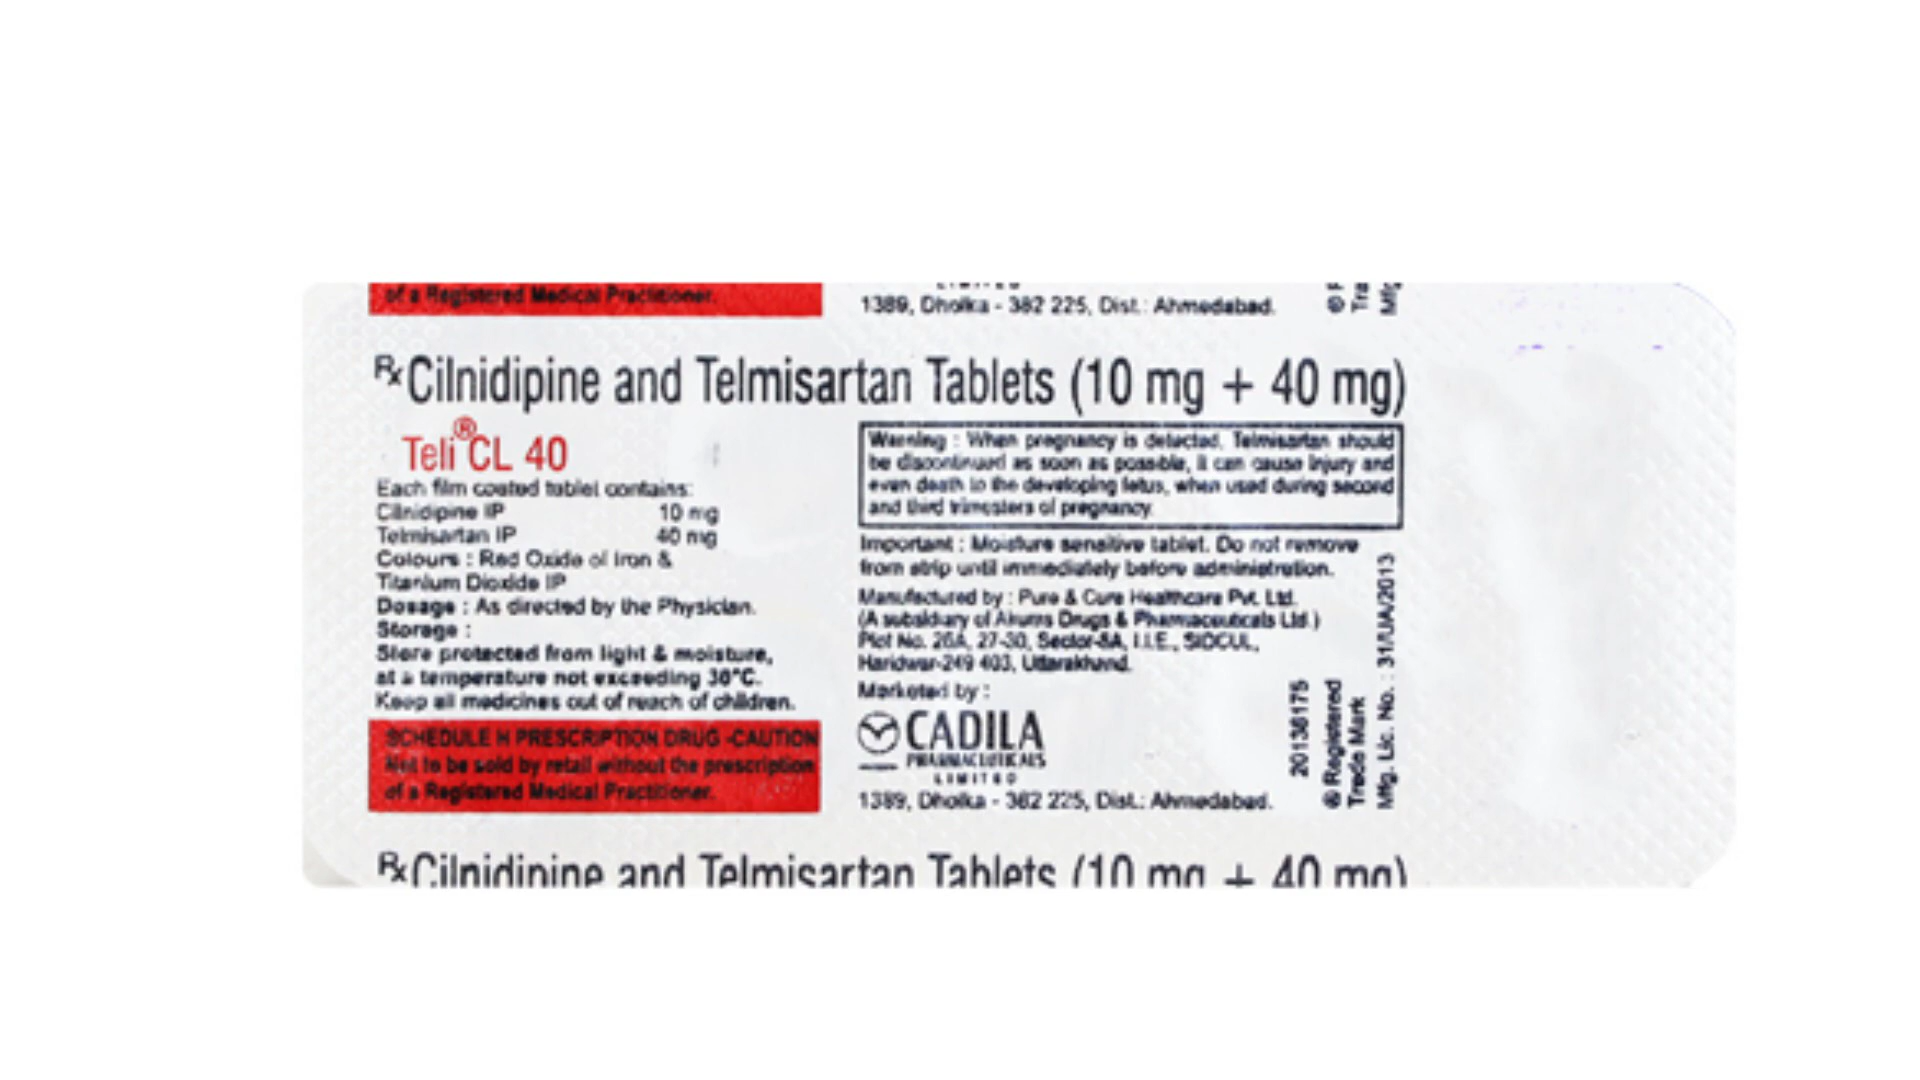 of a Registered Medical Practitioner.
LIMITED
1389, Dholka - 382 225, Dist.: Ahmedabad.
Rx Cilnidipine and Telmisartan Tablets (10 mg + 40 mg)
Teli® CL 40
Each film coated tablet contains:
Cilnidipine IP 10 mg
Telmisartan IP 40 mg
Colours : Red Oxide of Iron &
Titanium Dioxide IP
Dosage : As directed by the Physician.
Storage :
Store protected from light & moisture,
at a temperature not exceeding 30°C.
Keep all medicines out of reach of children.
SCHEDULE H PRESCRIPTION DRUG -CAUTION
Not to be sold by retail without the prescription
of a Registered Medical Practitioner.
Warning : When pregnancy is detected, Telmisartan should
be discontinued as soon as possible, it can cause injury and
even death to the developing fetus, when used during second
and third trimesters of pregnancy.
Important : Moisture sensitive tablet. Do not remove
from strip until immediately before administration.
Manufactured by : Pure & Cure Healthcare Pvt. Ltd.
(A subsidiary of Akums Drugs & Pharmaceuticals Ltd.)
Plot No. 26A, 27-30, Sector-8A, I.I.E., SIDCUL,
Haridwar-249 403, Uttarakhand.
Marketed by :
CADILA
PHARMACEUTICALS
LIMITED
1389, Dholka - 382 225, Dist.: Ahmedabad.
20136175
® Registered
Trade Mark
Mfg. Lic. No. : 31/UA/2013
Rx Cilnidipine and Telmisartan Tablets (10 mg + 40 mg)